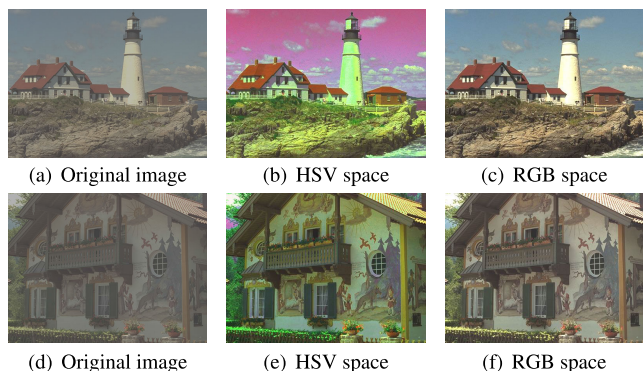 (a) Original image
(b) HSV space
(c) RGB space
(d) Original image
(e) HSV space
(f) RGB space